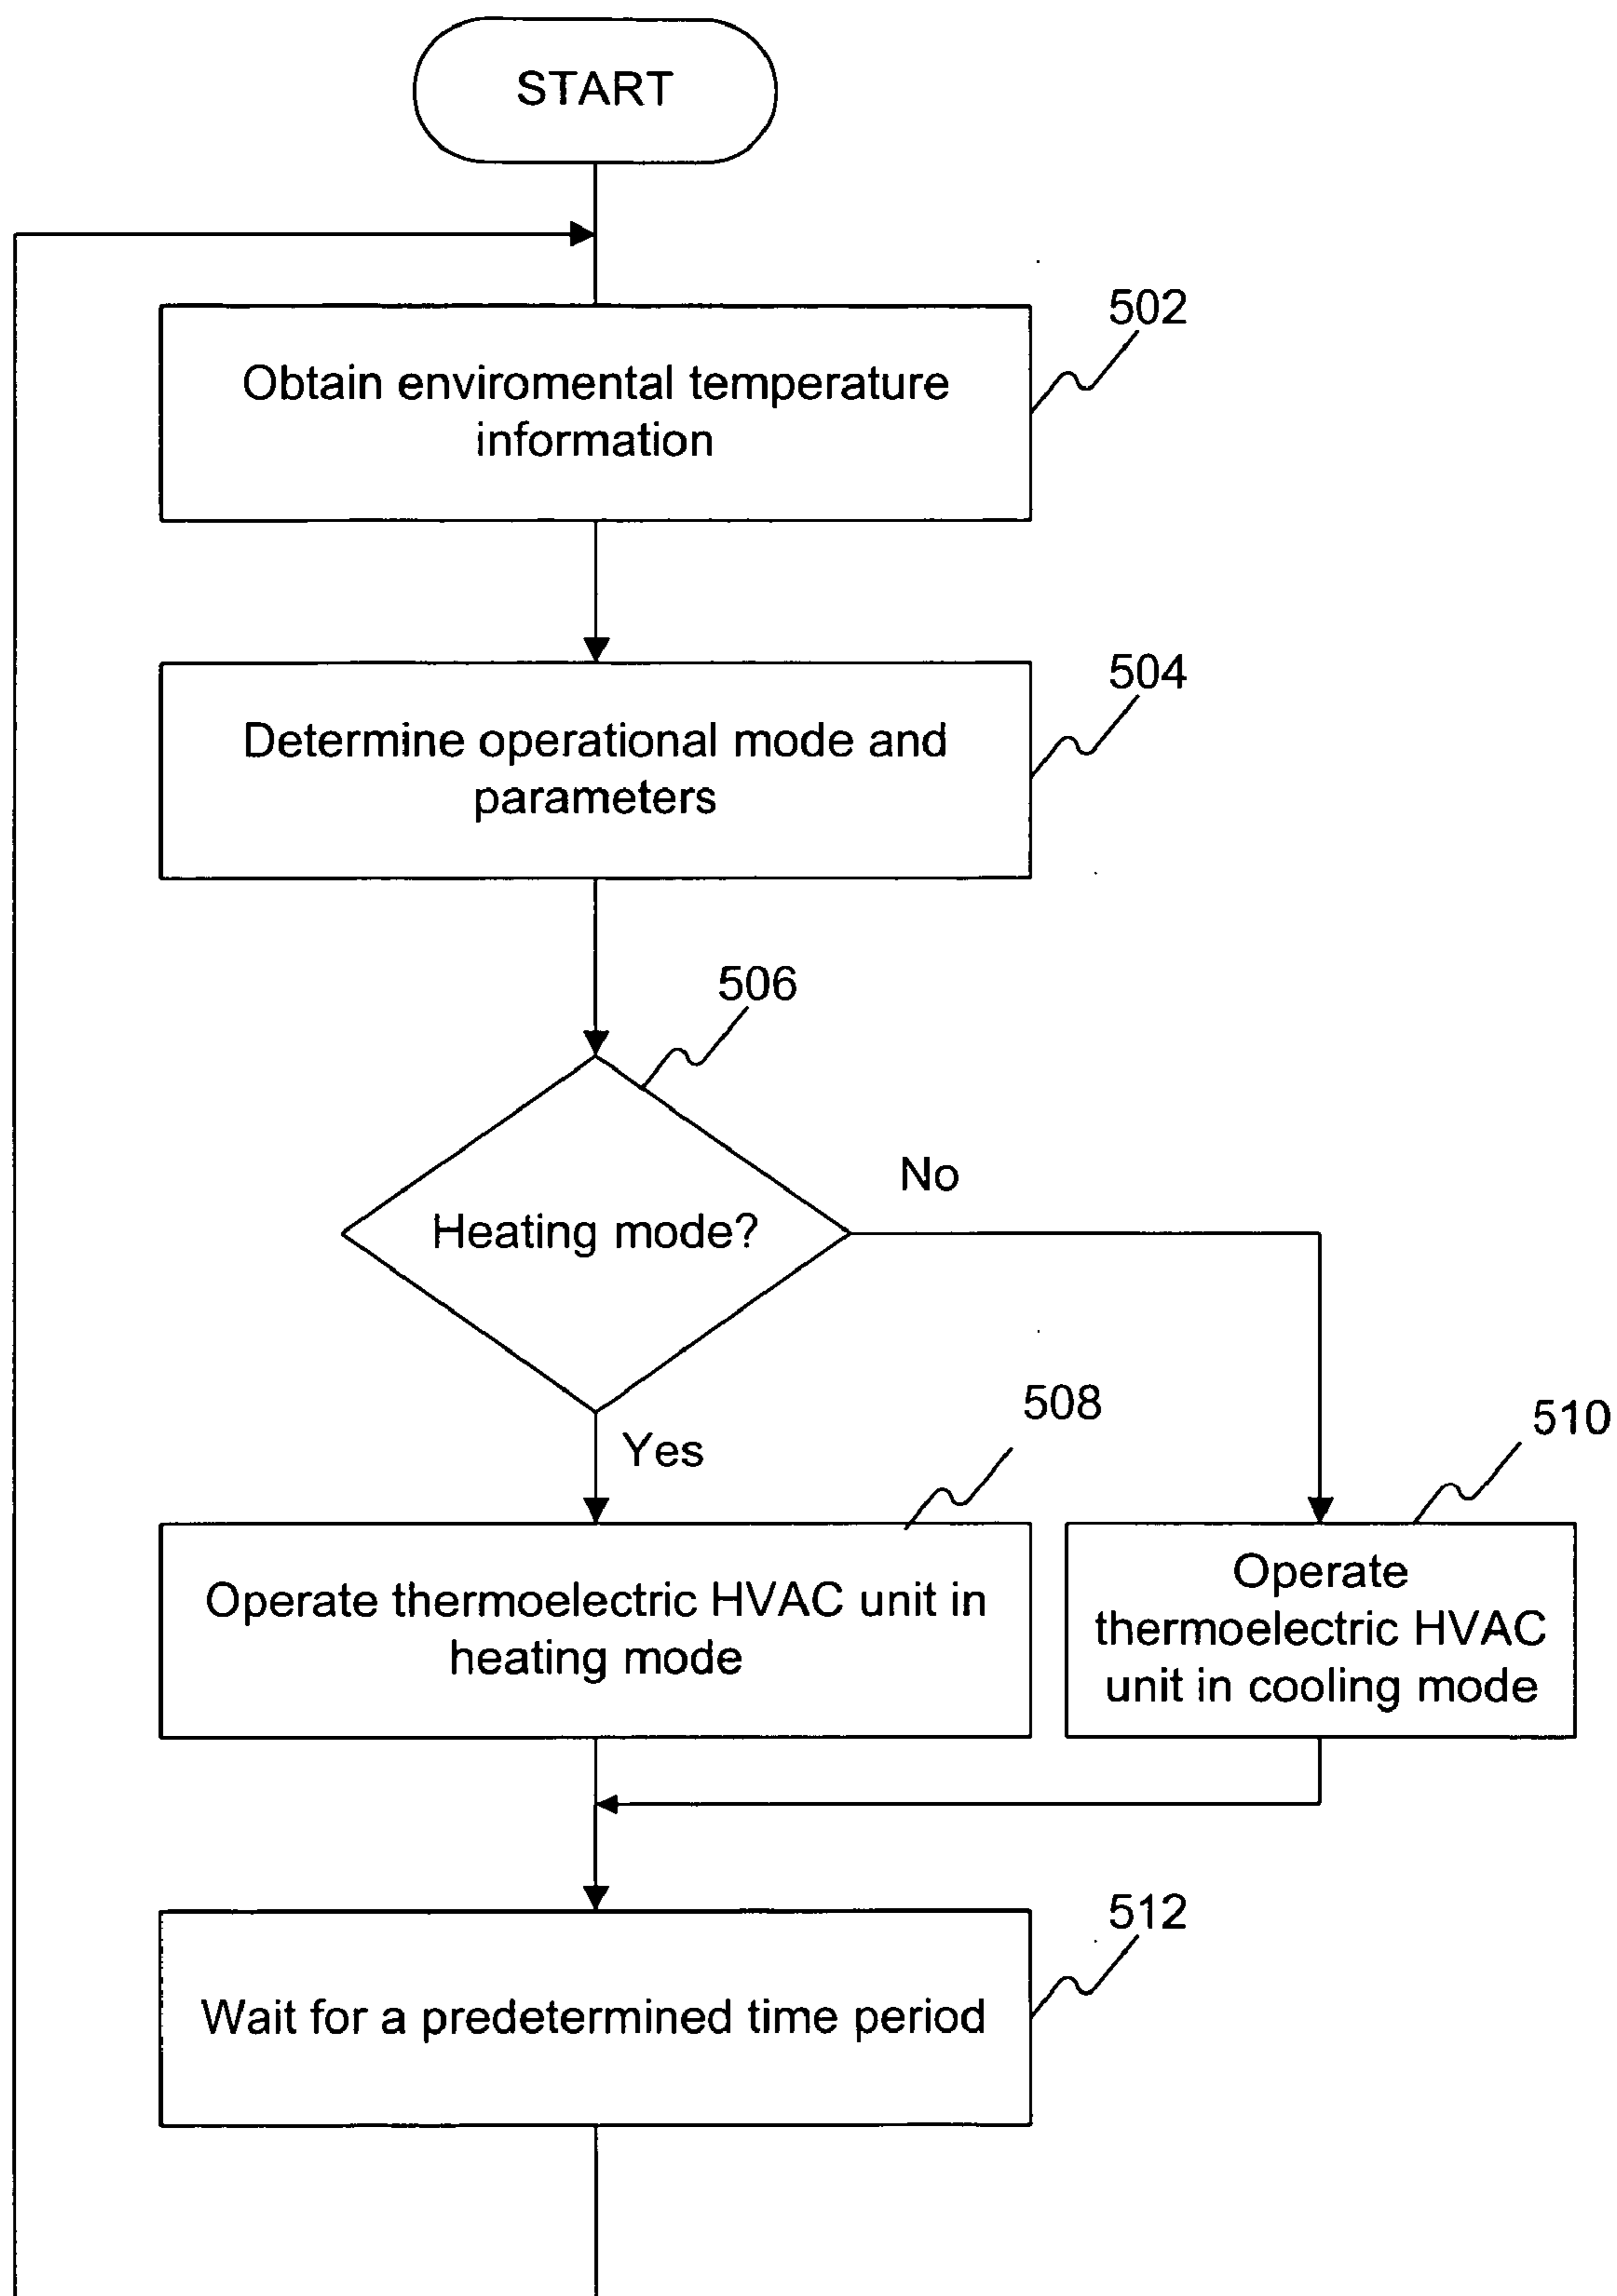 START
502
Obtain enviromental temperature
information
504
Determine operational mode and
parameters
506
Heating mode?
No
Yes
508
510
Operate thermoelectric HVAC unit in
heating mode
Operate
thermoelectric HVAC
unit in cooling mode
512
Wait for a predetermined time period